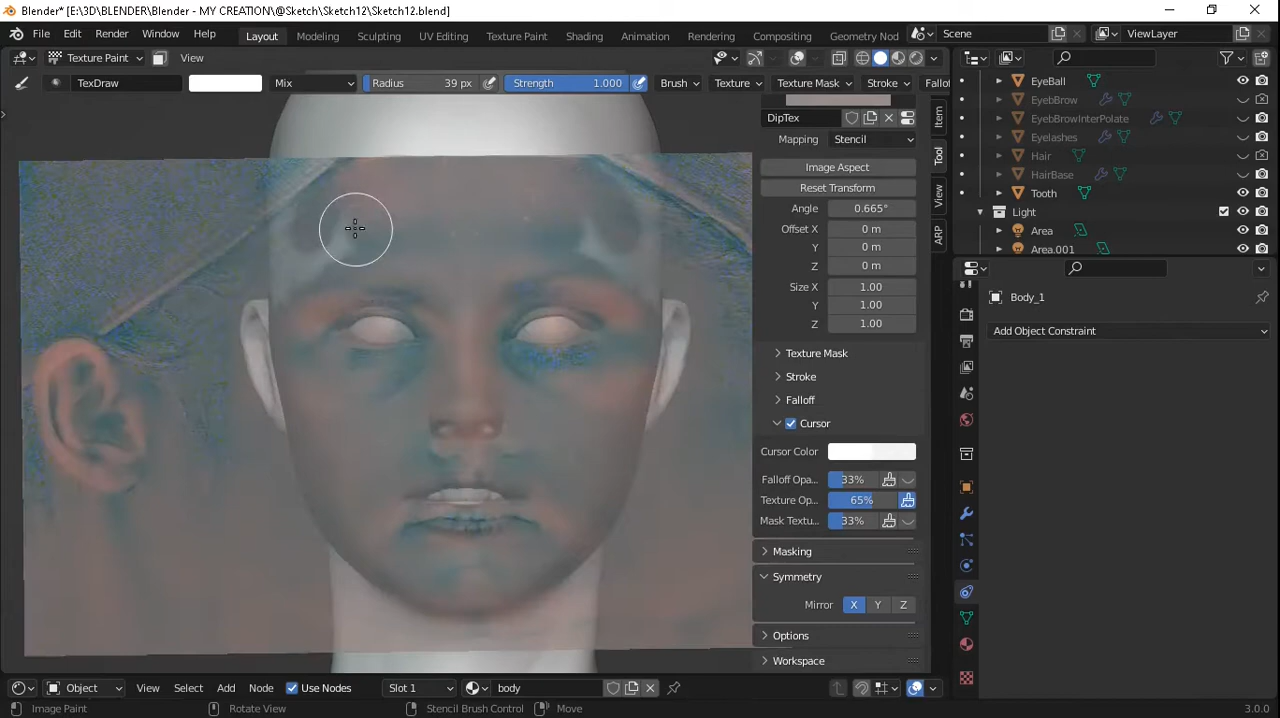 Blender* [E:\3D\BLENDER\Blender - MY CREATION\@Sketch\Sketch12\Sketch12.blend]
File Edit Render Window Help Layout Modeling Sculpting UV Editing Texture Paint Shading Animation Rendering Compositing Geometry Nod Scene ViewLayer
Texture Paint View
TexDraw Mix Radius 39 px Strength 1.000 Brush Texture Texture Mask Stroke Fallo
EyeBall
EyebBrow
EyebBrowInterPolate
Eyelashes
Hair
HairBase
Tooth
Light
Area
Area.001
DipTex
Mapping Stencil
Image Aspect
Reset Transform
Angle 0.665°
Offset X 0 m
Y 0 m
Z 0 m
Size X 1.00
Y 1.00
Z 1.00
Texture Mask
Stroke
Falloff
Cursor
Cursor Color
Falloff Opa... 33%
Texture Op... 65%
Mask Textu... 33%
Masking
Symmetry
Mirror X Y Z
Options
Workspace
Item
Tool
View
ARP
Body_1
Add Object Constraint
Object View Select Add Object Node Use Nodes Slot 1 body
Image Paint Rotate View Stencil Brush Control Move 3.0.0